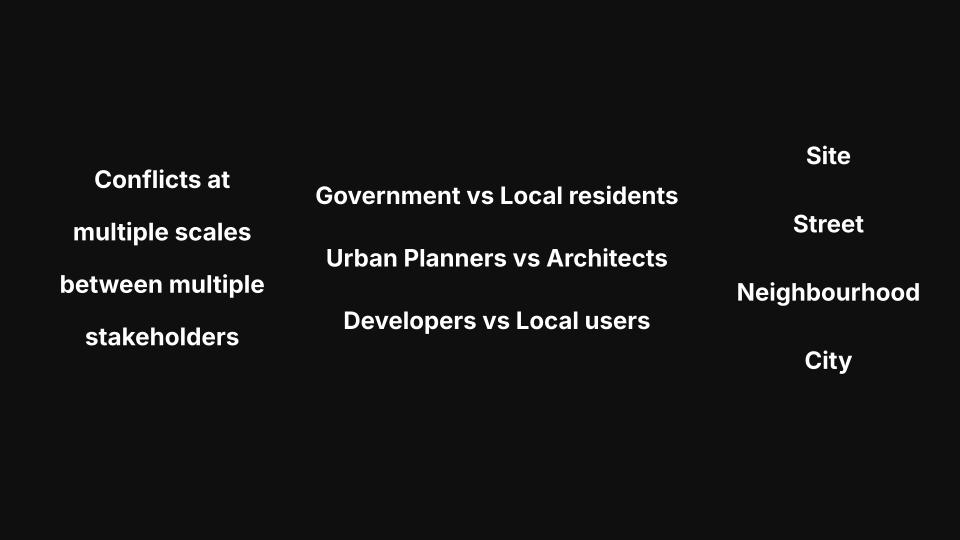 Conflicts at
multiple scales
between multiple
stakeholders
Government vs Local residents
Urban Planners vs Architects
Developers vs Local users
Site
Street
Neighbourhood
City